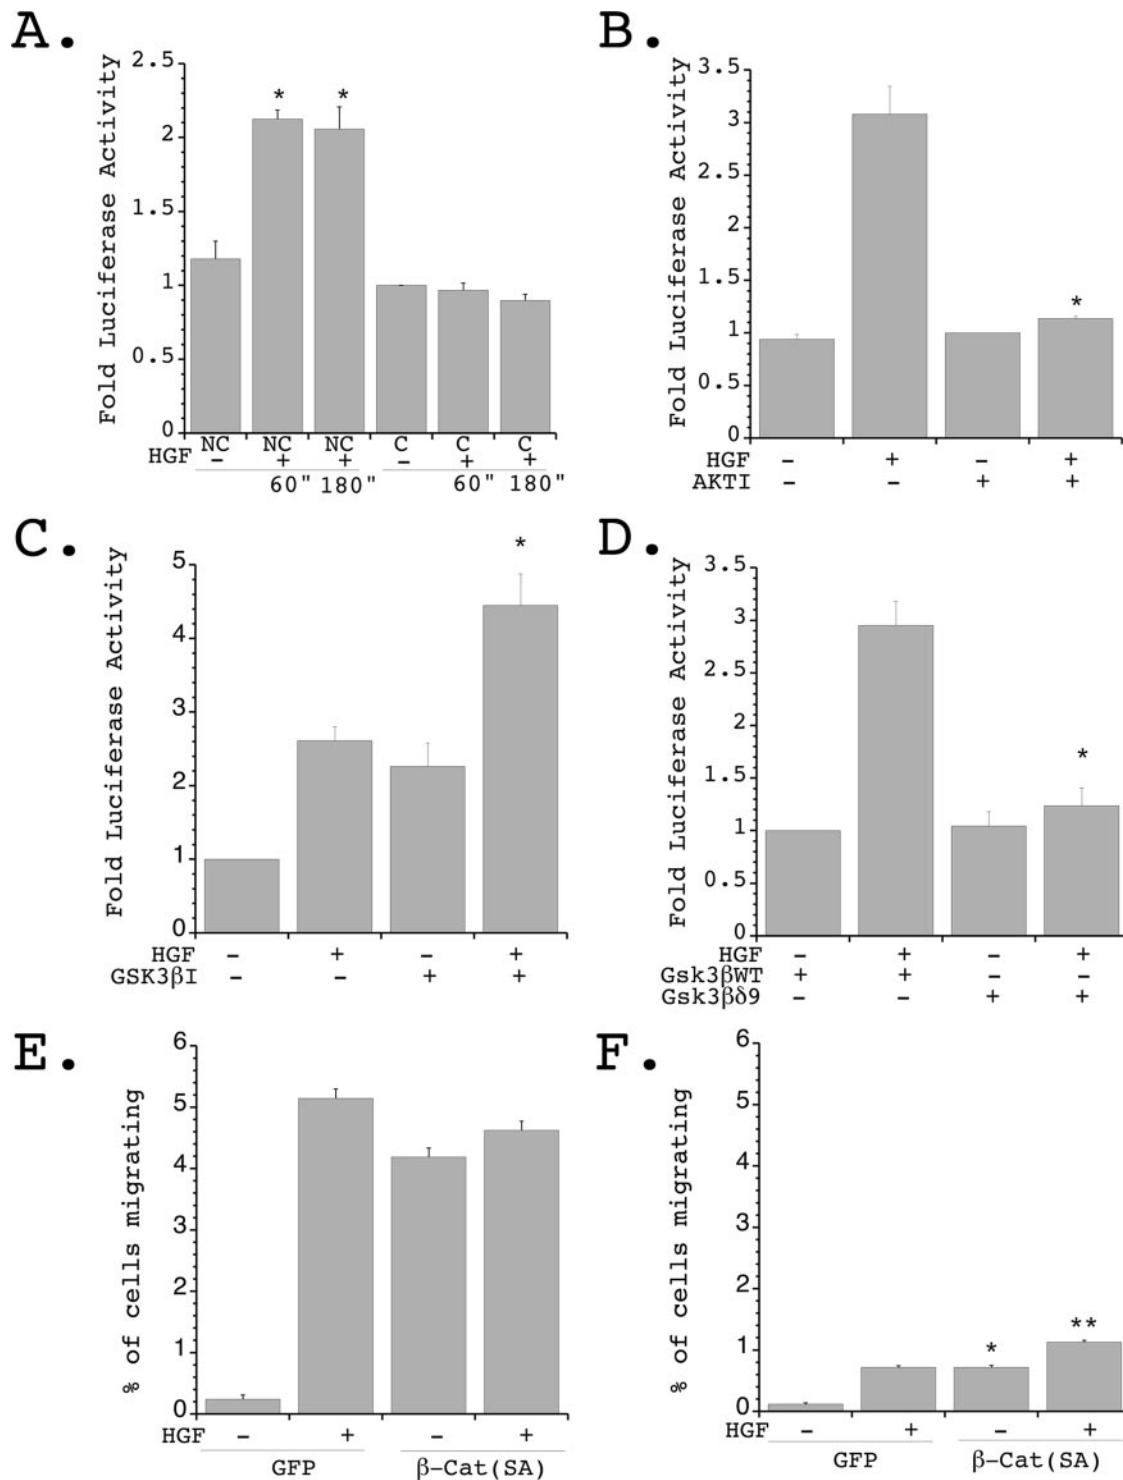 A.
Fold Luciferase Activity
2.5
2
1.5
1
0.5
0
* *
NC NC NC C C C
HGF - + + - + +
60" 180" 60" 180"
B.
Fold Luciferase Activity
3.5
3
2.5
2
1.5
1
0.5
0
*
HGF - + - +
AKTI - - + +
C.
Fold Luciferase Activity
5
4
3
2
1
0
*
HGF - + - +
GSK3βI - - + +
D.
Fold Luciferase Activity
3.5
3
2.5
2
1.5
1
0.5
0
*
HGF - + - +
Gsk3βWT + + - -
Gsk3βδ9 - - + +
E.
% of cells migrating
6
5
4
3
2
1
0
HGF - + - +
GFP β-Cat(SA)
F.
% of cells migrating
6
5
4
3
2
1
0
* **
HGF - + - +
GFP β-Cat(SA)